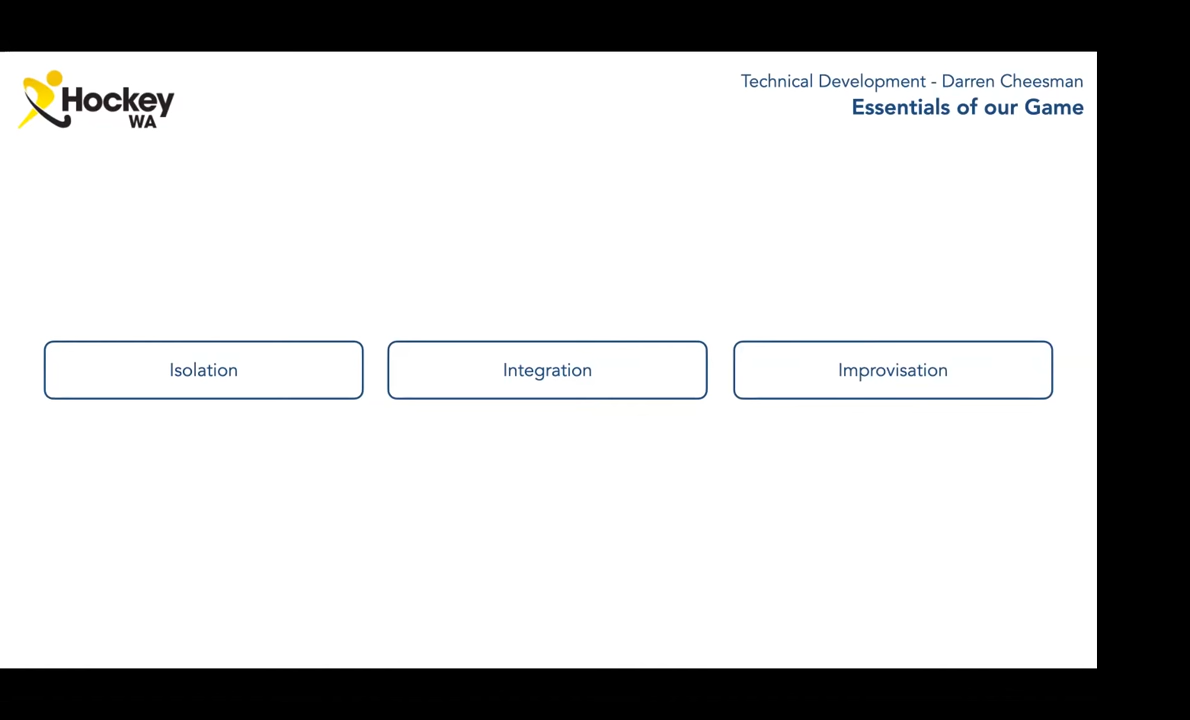 Hockey
WA
Technical Development - Darren Cheesman
Essentials of our Game
Isolation
Integration
Improvisation